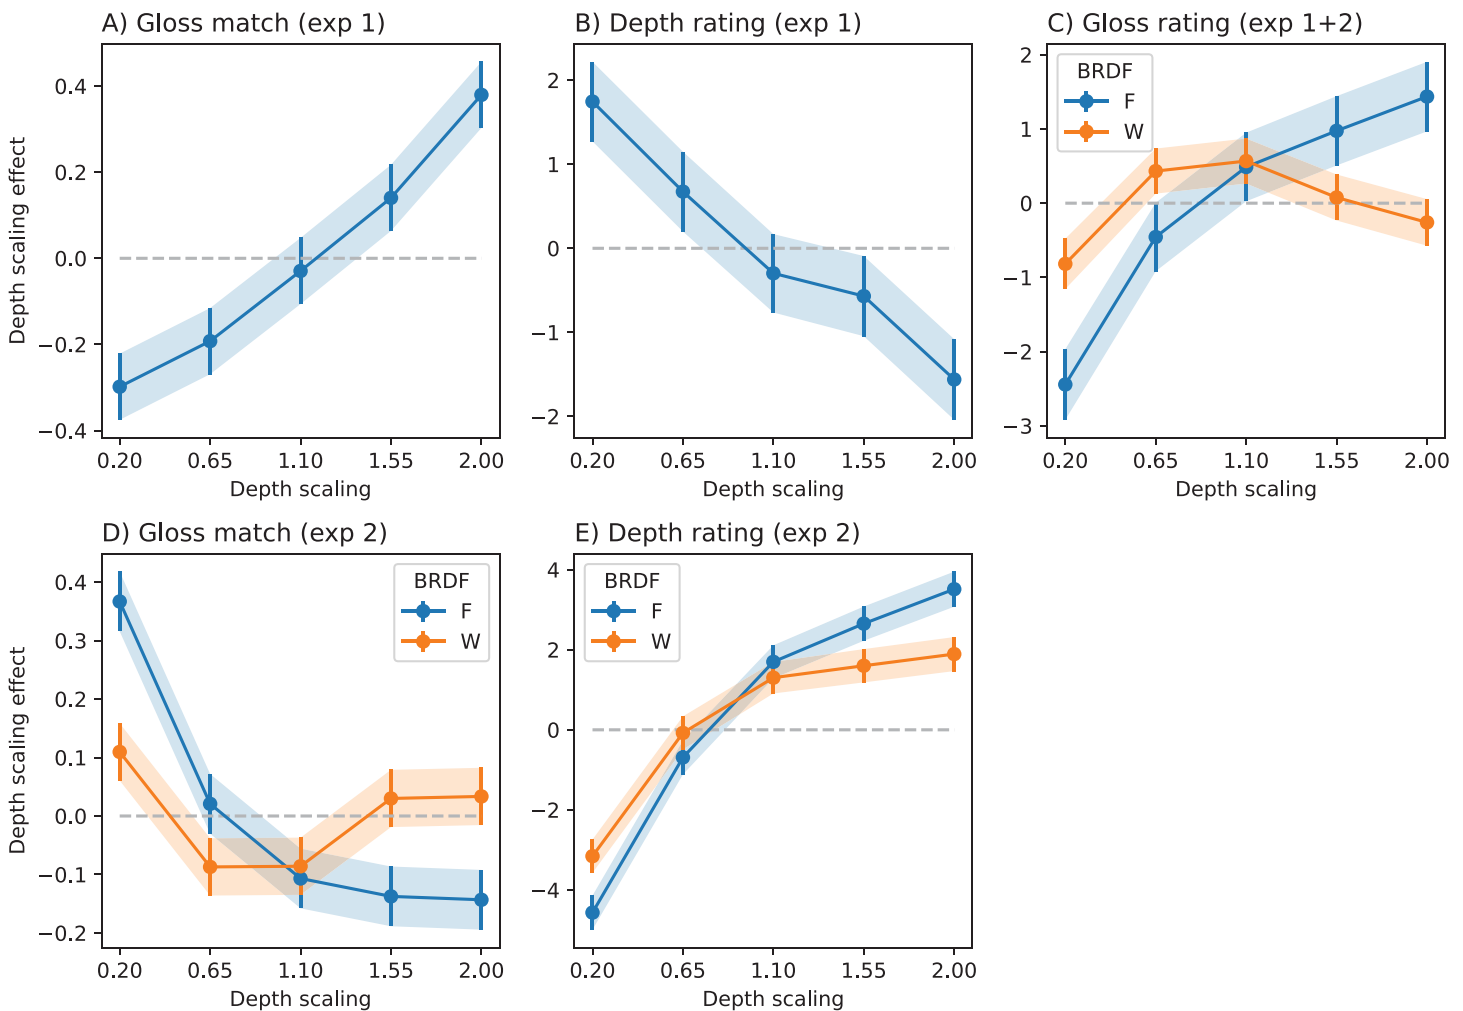 A) Gloss match (exp 1)
B) Depth rating (exp 1)
C) Gloss rating (exp 1+2)
Depth scaling effect
0.4
0.2
0.0
−0.2
−0.4
0.20 0.65 1.10 1.55 2.00
Depth scaling
2
1
0
−1
−2
0.20 0.65 1.10 1.55 2.00
Depth scaling
BRDF
F
W
2
1
0
−1
−2
−3
0.20 0.65 1.10 1.55 2.00
Depth scaling
D) Gloss match (exp 2)
E) Depth rating (exp 2)
Depth scaling effect
BRDF
F
W
0.4
0.3
0.2
0.1
0.0
−0.1
−0.2
0.20 0.65 1.10 1.55 2.00
Depth scaling
BRDF
F
W
4
2
0
−2
−4
0.20 0.65 1.10 1.55 2.00
Depth scaling